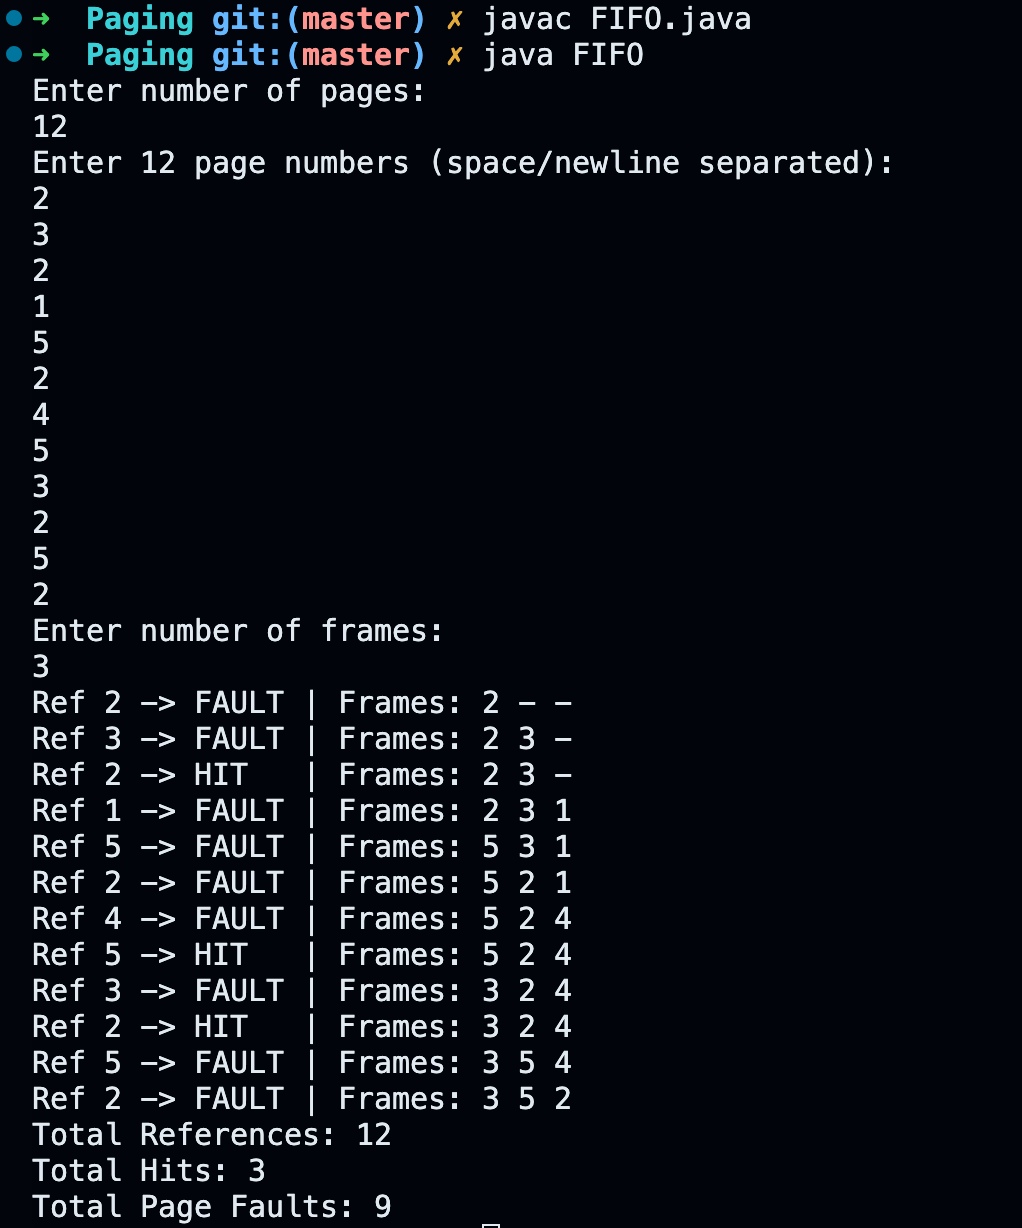 ➜  Paging git:(master) ✗ javac FIFO.java
➜  Paging git:(master) ✗ java FIFO
Enter number of pages:
12
Enter 12 page numbers (space/newline separated):
2
3
2
1
5
2
4
5
3
2
5
2
Enter number of frames:
3
Ref 2 -> FAULT | Frames: 2 - -
Ref 3 -> FAULT | Frames: 2 3 -
Ref 2 -> HIT   | Frames: 2 3 -
Ref 1 -> FAULT | Frames: 2 3 1
Ref 5 -> FAULT | Frames: 5 3 1
Ref 2 -> FAULT | Frames: 5 2 1
Ref 4 -> FAULT | Frames: 5 2 4
Ref 5 -> HIT   | Frames: 5 2 4
Ref 3 -> FAULT | Frames: 3 2 4
Ref 2 -> HIT   | Frames: 3 2 4
Ref 5 -> FAULT | Frames: 3 5 4
Ref 2 -> FAULT | Frames: 3 5 2
Total References: 12
Total Hits: 3
Total Page Faults: 9